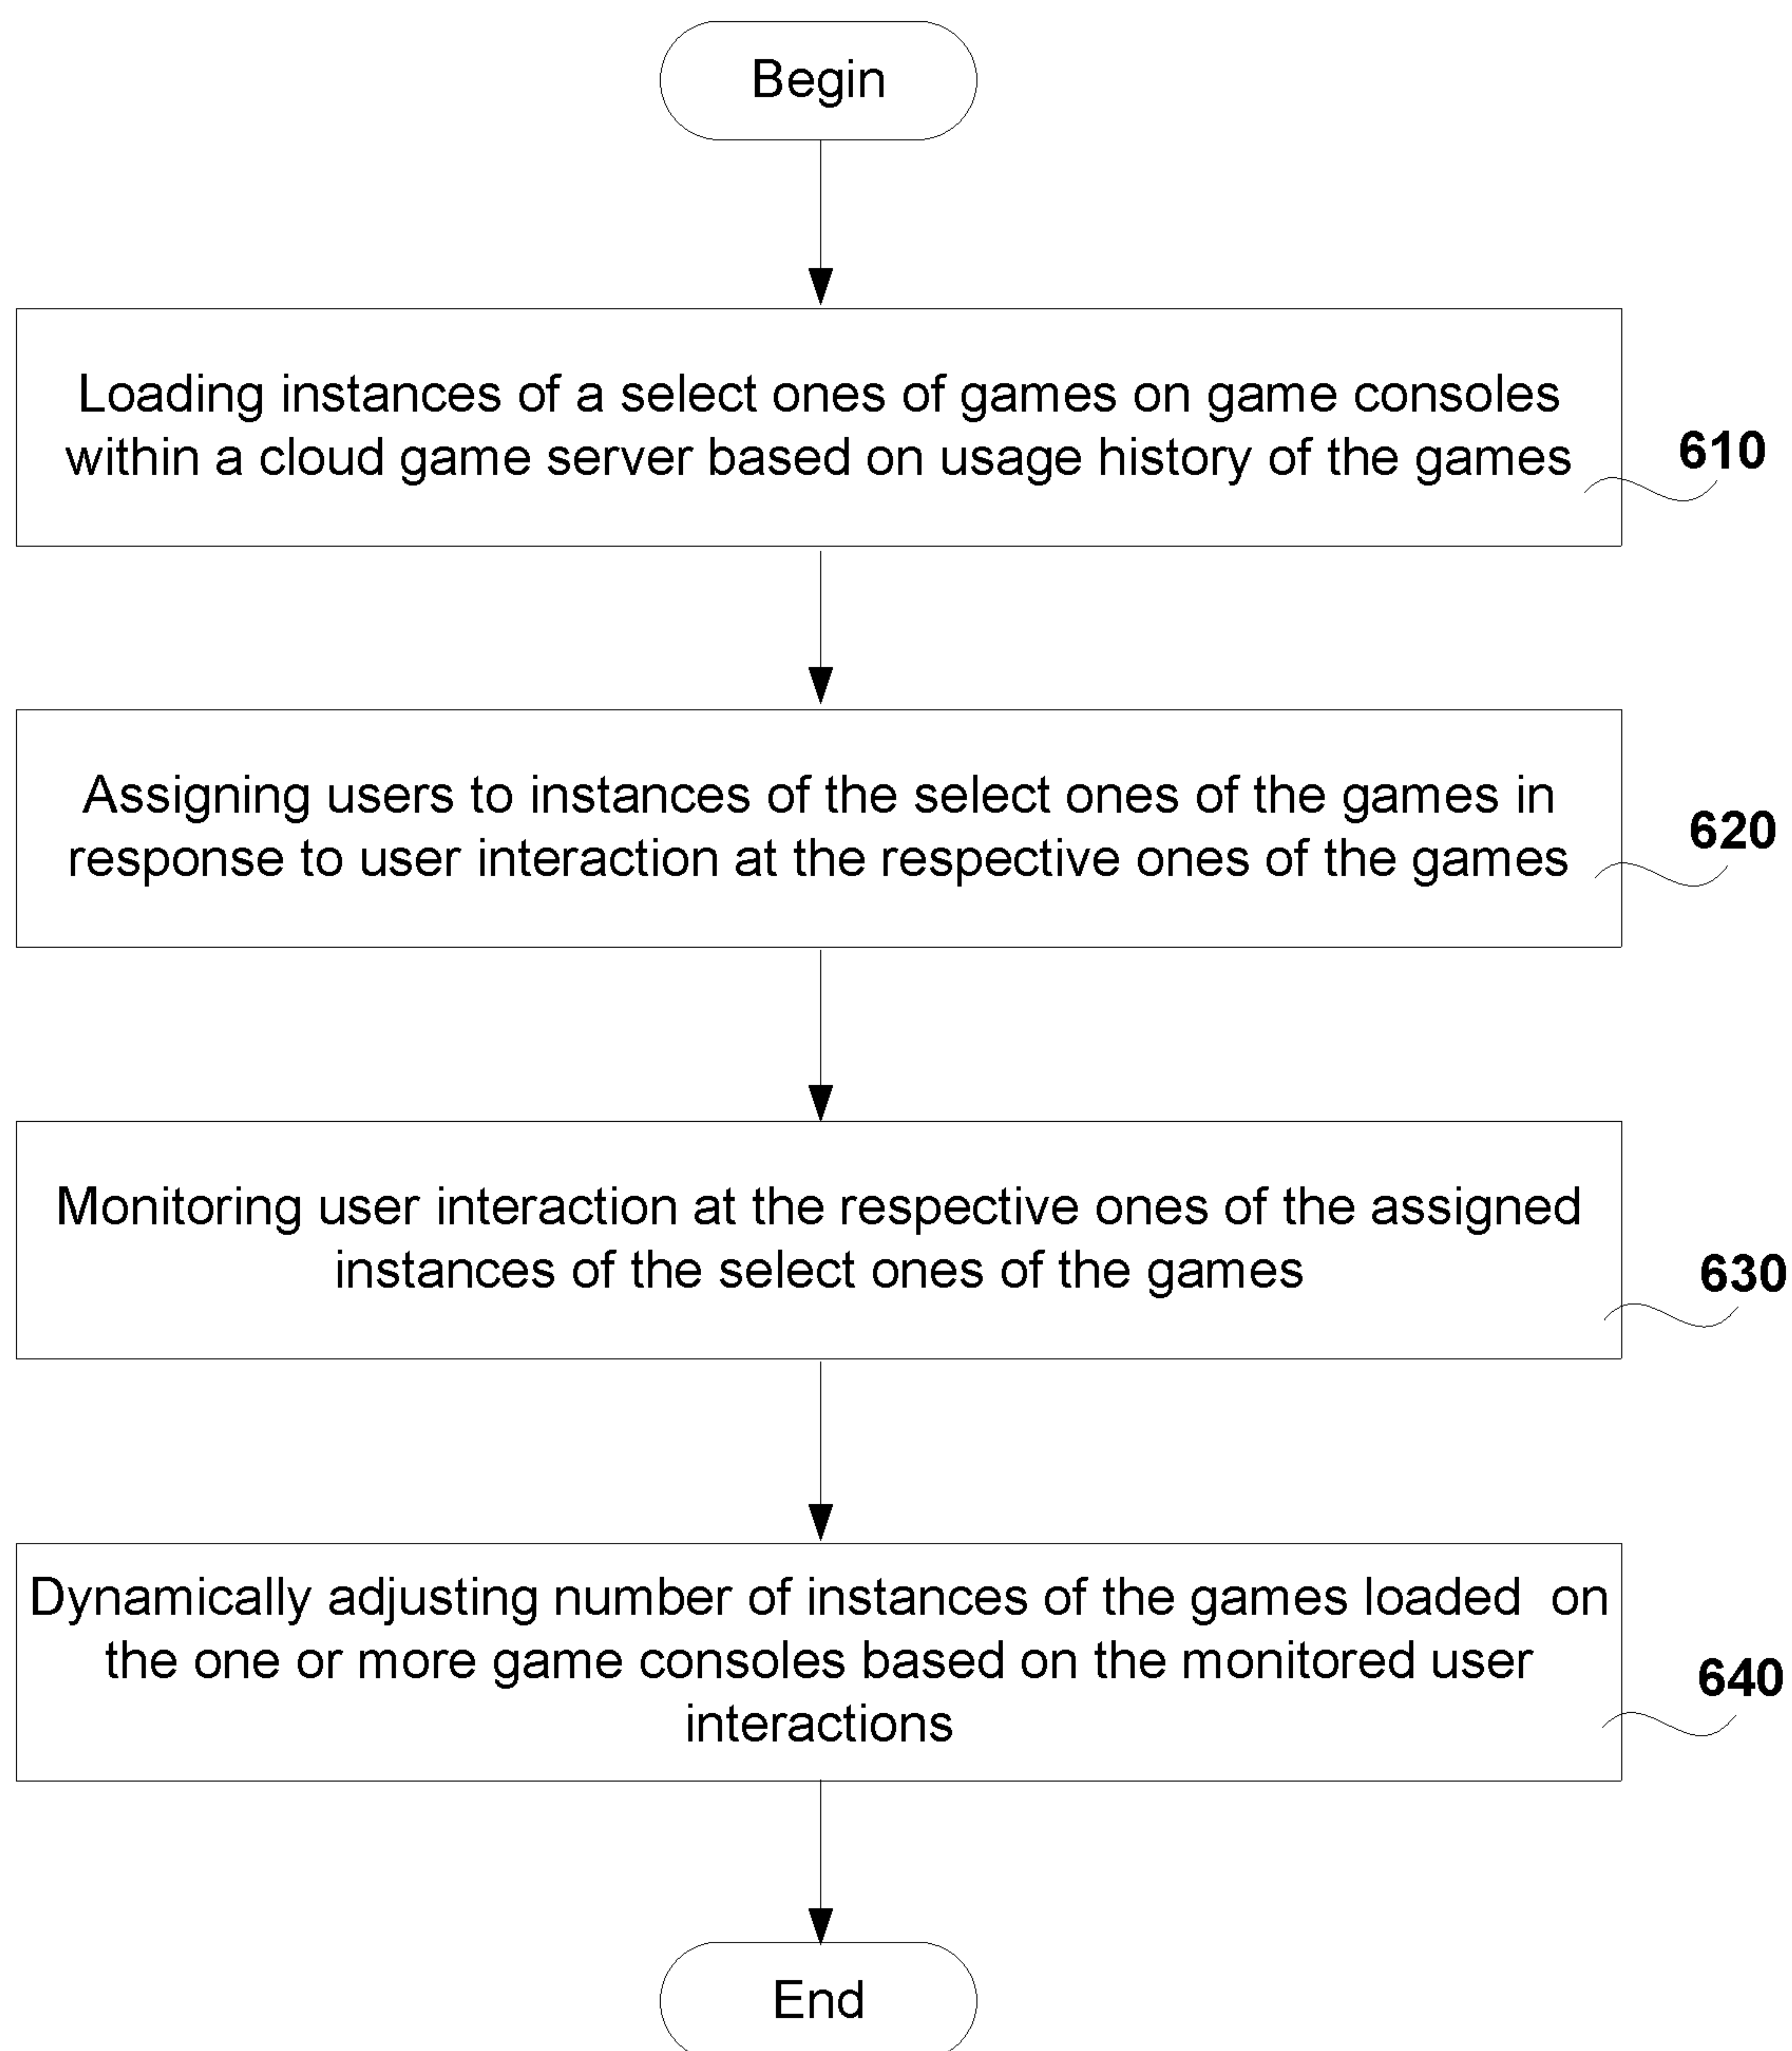 Begin
Loading instances of a select ones of games on game consoles
within a cloud game server based on usage history of the games
610
Assigning users to instances of the select ones of the games in
response to user interaction at the respective ones of the games
620
Monitoring user interaction at the respective ones of the assigned
instances of the select ones of the games
630
Dynamically adjusting number of instances of the games loaded  on
the one or more game consoles based on the monitored user
interactions
640
End